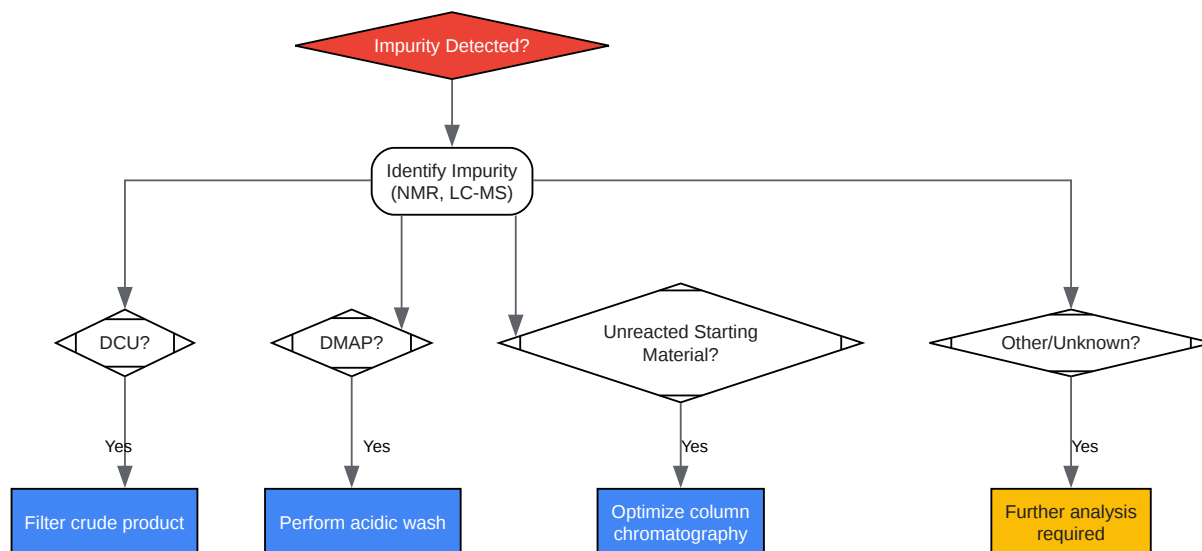 Impurity Detected?
Identify Impurity
(NMR, LC-MS)
DCU?
DMAP?
Unreacted Starting
Material?
Other/Unknown?
Yes
Yes
Yes
Yes
Filter crude product
Perform acidic wash
Optimize column
chromatography
Further analysis
required